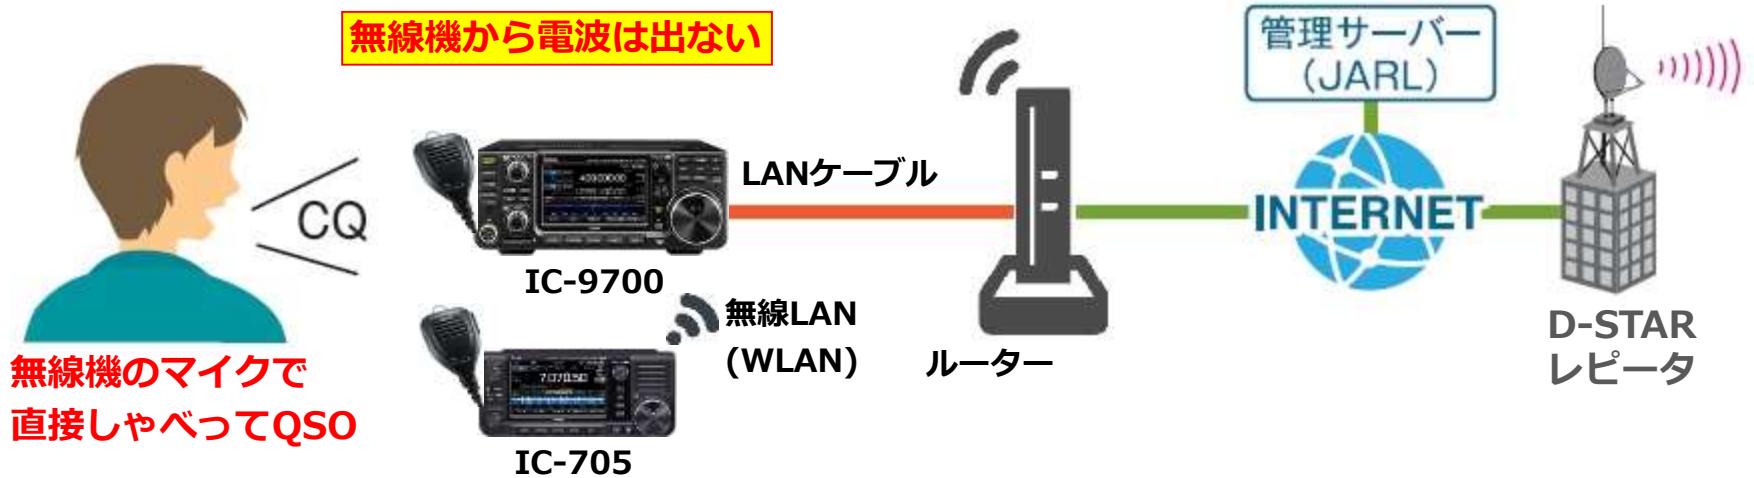 無線機から電波は出ない
管理サーバー
(JARL)
LANケーブル
CQ
INTERNET
IC-9700
無線LAN
(WLAN)
ルーター
D-STAR
レピータ
無線機のマイクで
直接しゃべってQSO
7.070.50
IC-705